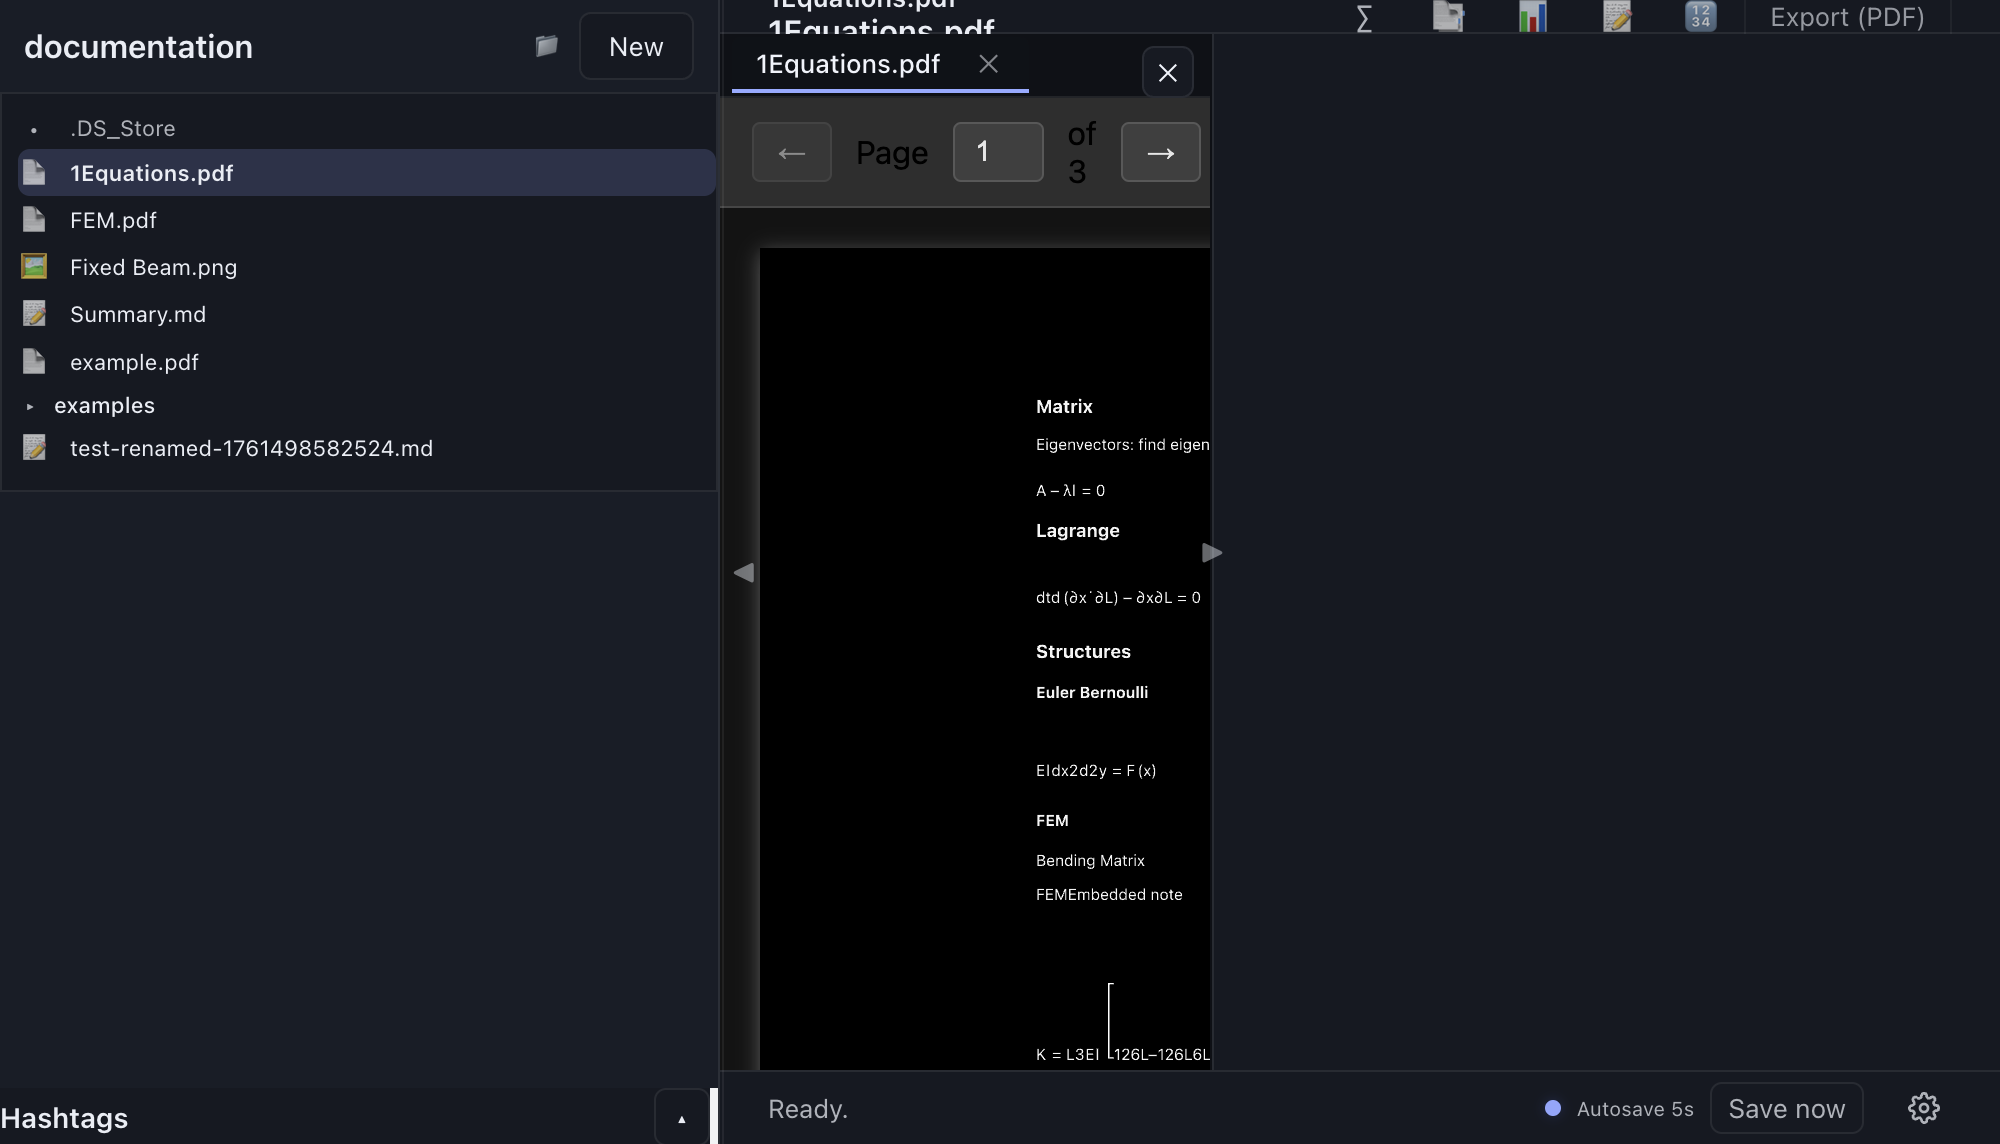 documentation
New
.DS_Store
1Equations.pdf
FEM.pdf
Fixed Beam.png
Summary.md
example.pdf
examples
test-renamed-1761498582524.md
Hashtags
1Equations.pdf
1Equations.pdf
∑
12
34
Export (PDF)
1Equations.pdf
← Page 1 of 3 →
Matrix
Eigenvectors: find eigen
A – λI = 0
Lagrange
dtd (∂x˙∂L) – ∂x∂L = 0
Structures
Euler Bernoulli
EIdx2d2y = F (x)
FEM
Bending Matrix
FEMEmbedded note
K = L3EI ⎣126L–126L6L
Ready.
Autosave 5s
Save now